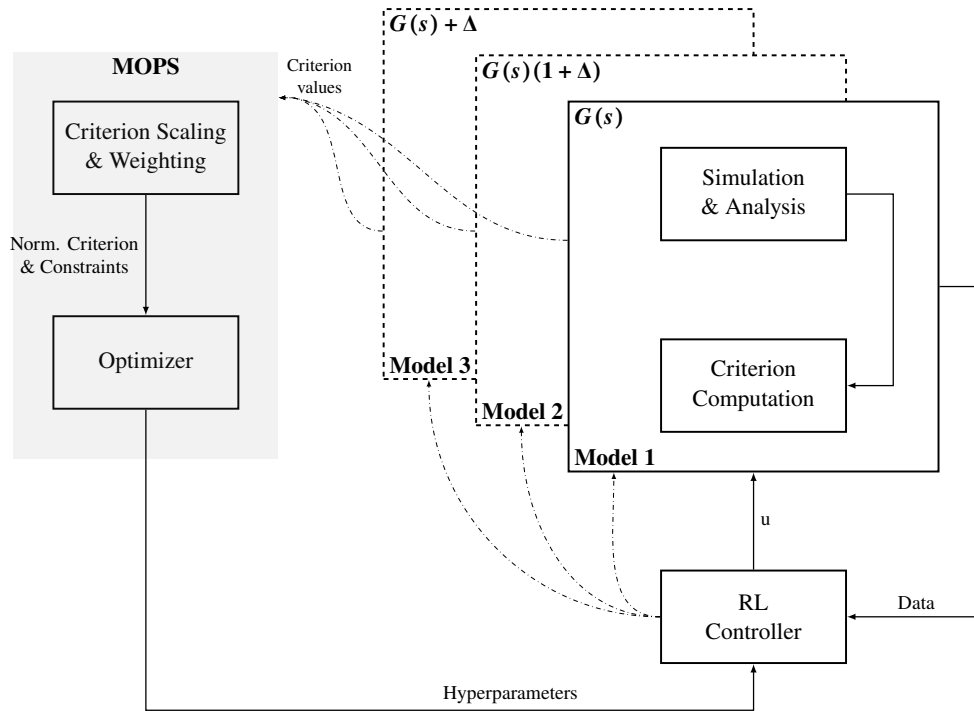 G(s) + Δ
MOPS
Criterion
values
G(s)(1 + Δ)
G(s)
Criterion Scaling
& Weighting
Simulation
& Analysis
Norm. Criterion
& Constraints
Optimizer
Model 3
Criterion
Computation
Model 2
Model 1
u
RL
Controller
Data
Hyperparameters